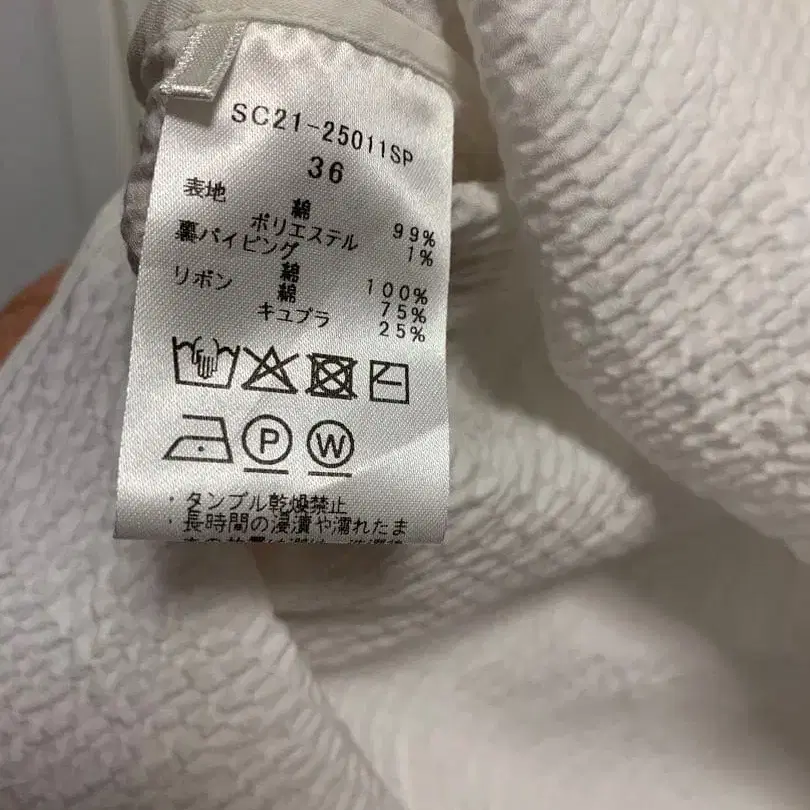 SC21-25011SP
36
表地 綿 99%
ポリエステル 1%
裏パイピング
綿 100%
リボン 綿 75%
キュプラ 25%
P W
・タンブル乾燥禁止
・長時間の浸漬や濡れたま